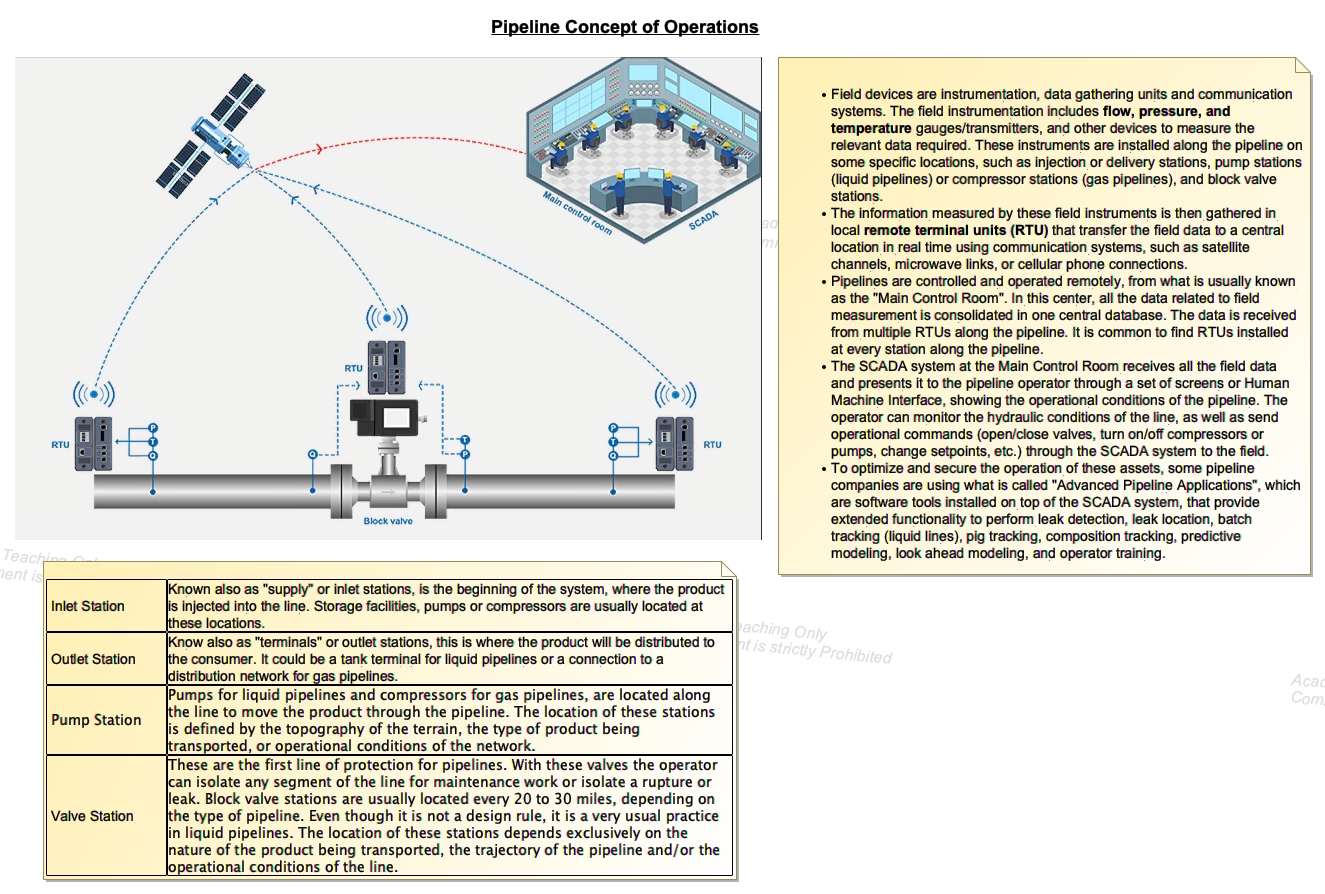 Pipeline Concept of Operations
Main control room
SCADA
RTU
RTU
P
T
Q
Q
T
P
P
T
Q
RTU
Block valve
• Field devices are instrumentation, data gathering units and communication
systems. The field instrumentation includes flow, pressure, and
temperature gauges/transmitters, and other devices to measure the
relevant data required. These instruments are installed along the pipeline on
some specific locations, such as injection or delivery stations, pump stations
(liquid pipelines) or compressor stations (gas pipelines), and block valve
stations.
• The information measured by these field instruments is then gathered in
local remote terminal units (RTU) that transfer the field data to a central
location in real time using communication systems, such as satellite
channels, microwave links, or cellular phone connections.
• Pipelines are controlled and operated remotely, from what is usually known
as the "Main Control Room". In this center, all the data related to field
measurement is consolidated in one central database. The data is received
from multiple RTUs along the pipeline. It is common to find RTUs installed
at every station along the pipeline.
• The SCADA system at the Main Control Room receives all the field data
and presents it to the pipeline operator through a set of screens or Human
Machine Interface, showing the operational conditions of the pipeline. The
operator can monitor the hydraulic conditions of the line, as well as send
operational commands (open/close valves, turn on/off compressors or
pumps, change setpoints, etc.) through the SCADA system to the field.
• To optimize and secure the operation of these assets, some pipeline
companies are using what is called "Advanced Pipeline Applications", which
are software tools installed on top of the SCADA system, that provide
extended functionality to perform leak detection, leak location, batch
tracking (liquid lines), pig tracking, composition tracking, predictive
modeling, look ahead modeling, and operator training.
Teaching Only
Inlet Station
Known also as "supply" or inlet stations, is the beginning of the system, where the product
is injected into the line. Storage facilities, pumps or compressors are usually located at
these locations.
Outlet Station
Know also as "terminals" or outlet stations, this is where the product will be distributed to
the consumer. It could be a tank terminal for liquid pipelines or a connection to a
distribution network for gas pipelines.
Pump Station
Pumps for liquid pipelines and compressors for gas pipelines, are located along
the line to move the product through the pipeline. The location of these stations
is defined by the topography of the terrain, the type of product being
transported, or operational conditions of the network.
Valve Station
These are the first line of protection for pipelines. With these valves the operator
can isolate any segment of the line for maintenance work or isolate a rupture or
leak. Block valve stations are usually located every 20 to 30 miles, depending on
the type of pipeline. Even though it is not a design rule, it is a very usual practice
in liquid pipelines. The location of these stations depends exclusively on the
nature of the product being transported, the trajectory of the pipeline and/or the
operational conditions of the line.
eaching Only
nt is strictly Prohibited
Acad
Com